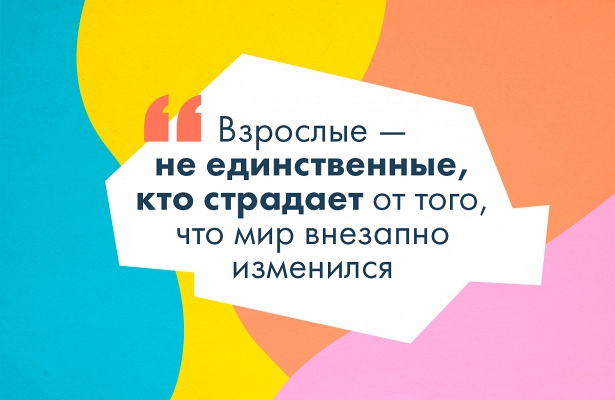 “ Взрослые —
не единственные,
кто страдает от того,
что мир внезапно
изменился